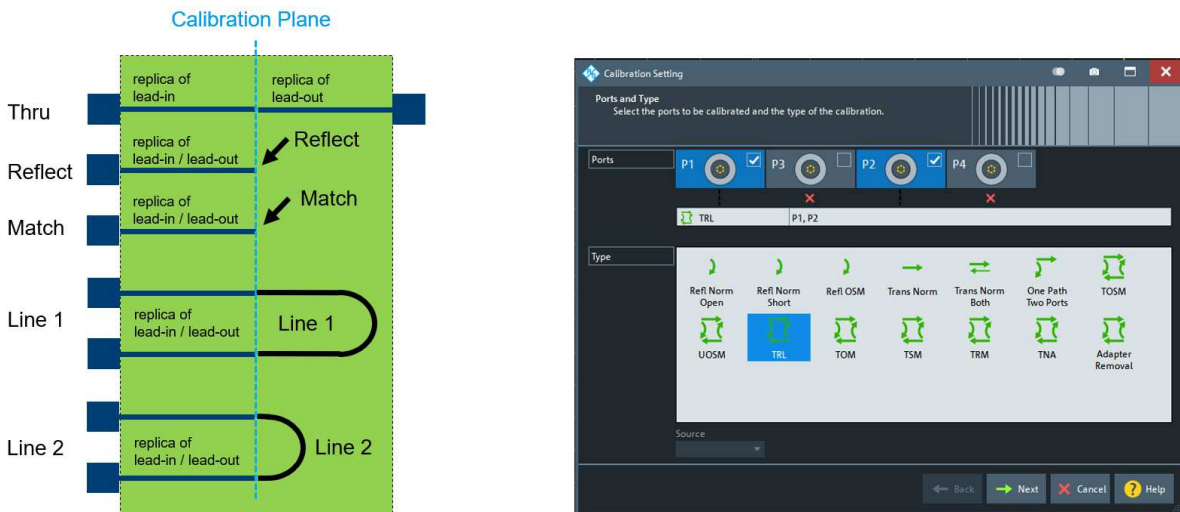 Calibration Plane
replica of
lead-in
replica of
lead-out
Thru
replica of
lead-in / lead-out
Reflect
Reflect
replica of
lead-in / lead-out
Match
Match
replica of
lead-in / lead-out
Line 1
Line 1
replica of
lead-in / lead-out
Line 2
Line 2
Calibration Setting
Ports and Type
Select the ports to be calibrated and the type of the calibration.
Ports
P1
P3
P2
P4
TRL
P1, P2
Type
Refl Norm
Open
Refl Norm
Short
Refl OSM
Trans Norm
Trans Norm
Both
One Path
Two Ports
TOSM
UOSM
TRL
TOM
TSM
TRM
TNA
Adapter
Removal
Source
Back
Next
Cancel
? Help